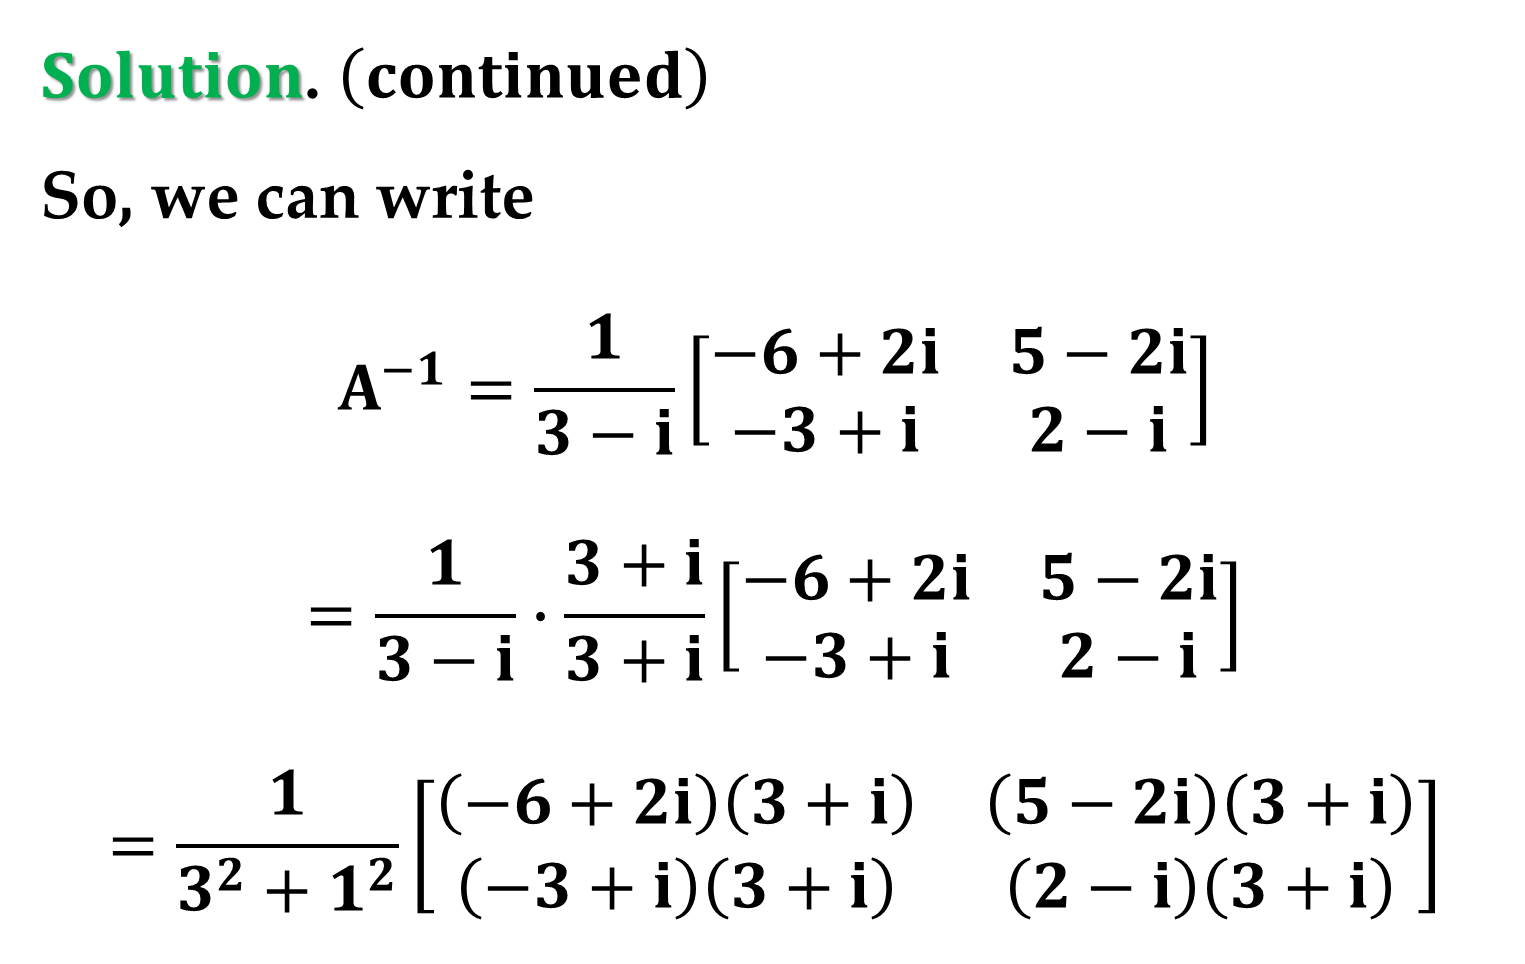 Solution. (continued)
So, we can write
A⁻¹ = 1/(3 − i) [−6 + 2i   5 − 2i; −3 + i   2 − i]
= 1/(3 − i) · (3 + i)/(3 + i) [−6 + 2i   5 − 2i; −3 + i   2 − i]
= 1/(3² + 1²) [(−6 + 2i)(3 + i)   (5 − 2i)(3 + i); (−3 + i)(3 + i)   (2 − i)(3 + i)]